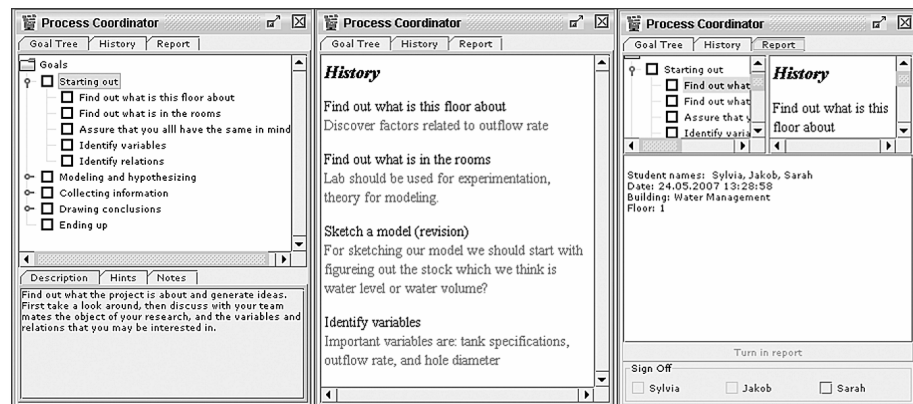 Process Coordinator
Goal Tree History Report
Goals
Starting out
Find out what is this floor about
Find out what is in the rooms
Assure that you alll have the same in mind
Identify variables
Identify relations
Modeling and hypothesizing
Collecting information
Drawing conclusions
Ending up
Description Hints Notes
Find out what the project is about and generate ideas.
First take a look around, then discuss with your team
mates the object of your research, and the variables and
relations that you may be interested in.
Process Coordinator
Goal Tree History Report
History
Find out what is this floor about
Discover factors related to outflow rate
Find out what is in the rooms
Lab should be used for experimentation,
theory for modeling.
Sketch a model (revision)
For sketching our model we should start with
figureing out the stock which we think is
water level or water volume?
Identify variables
Important variables are: tank specifications,
outflow rate, and hole diameter
Process Coordinator
Goal Tree History Report
Starting out
Find out what
Find out what
Assure that y
Identify varia
History
Find out what is this
floor about
Student names: Sylvia, Jakob, Sarah
Date: 24.05.2007 13:28:58
Building: Water Management
Floor: 1
Turn in report
Sign Off
Sylvia Jakob Sarah